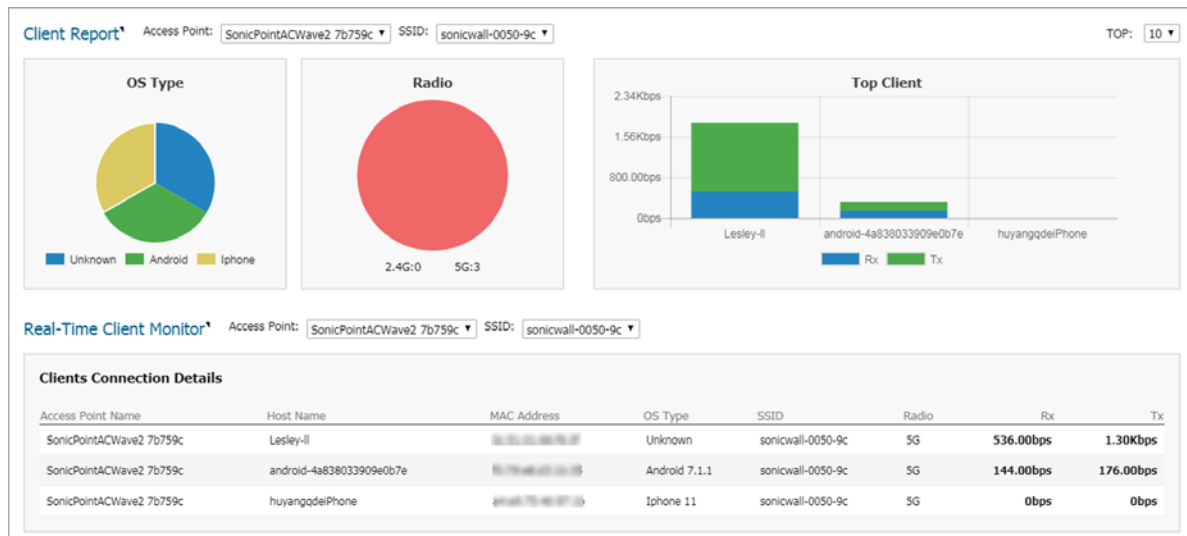 Client Report Access Point: SonicPointACWave2 7b759c SSID: sonicwall-0050-9c TOP: 10
OS Type
Unknown Android Iphone
Radio
2.4G:0 5G:3
Top Client
2.34Kbps
1.56Kbps
800.00bps
0bps
Lesley-ll android-4a838033909e0b7e huyangqdeiPhone
Rx Tx
Real-Time Client Monitor Access Point: SonicPointACWave2 7b759c SSID: sonicwall-0050-9c
Clients Connection Details
Access Point Name Host Name MAC Address OS Type SSID Radio Rx Tx
SonicPointACWave2 7b759c Lesley-ll Unknown sonicwall-0050-9c 5G 536.00bps 1.30Kbps
SonicPointACWave2 7b759c android-4a838033909e0b7e Android 7.1.1 sonicwall-0050-9c 5G 144.00bps 176.00bps
SonicPointACWave2 7b759c huyangqdeiPhone Iphone 11 sonicwall-0050-9c 5G 0bps 0bps